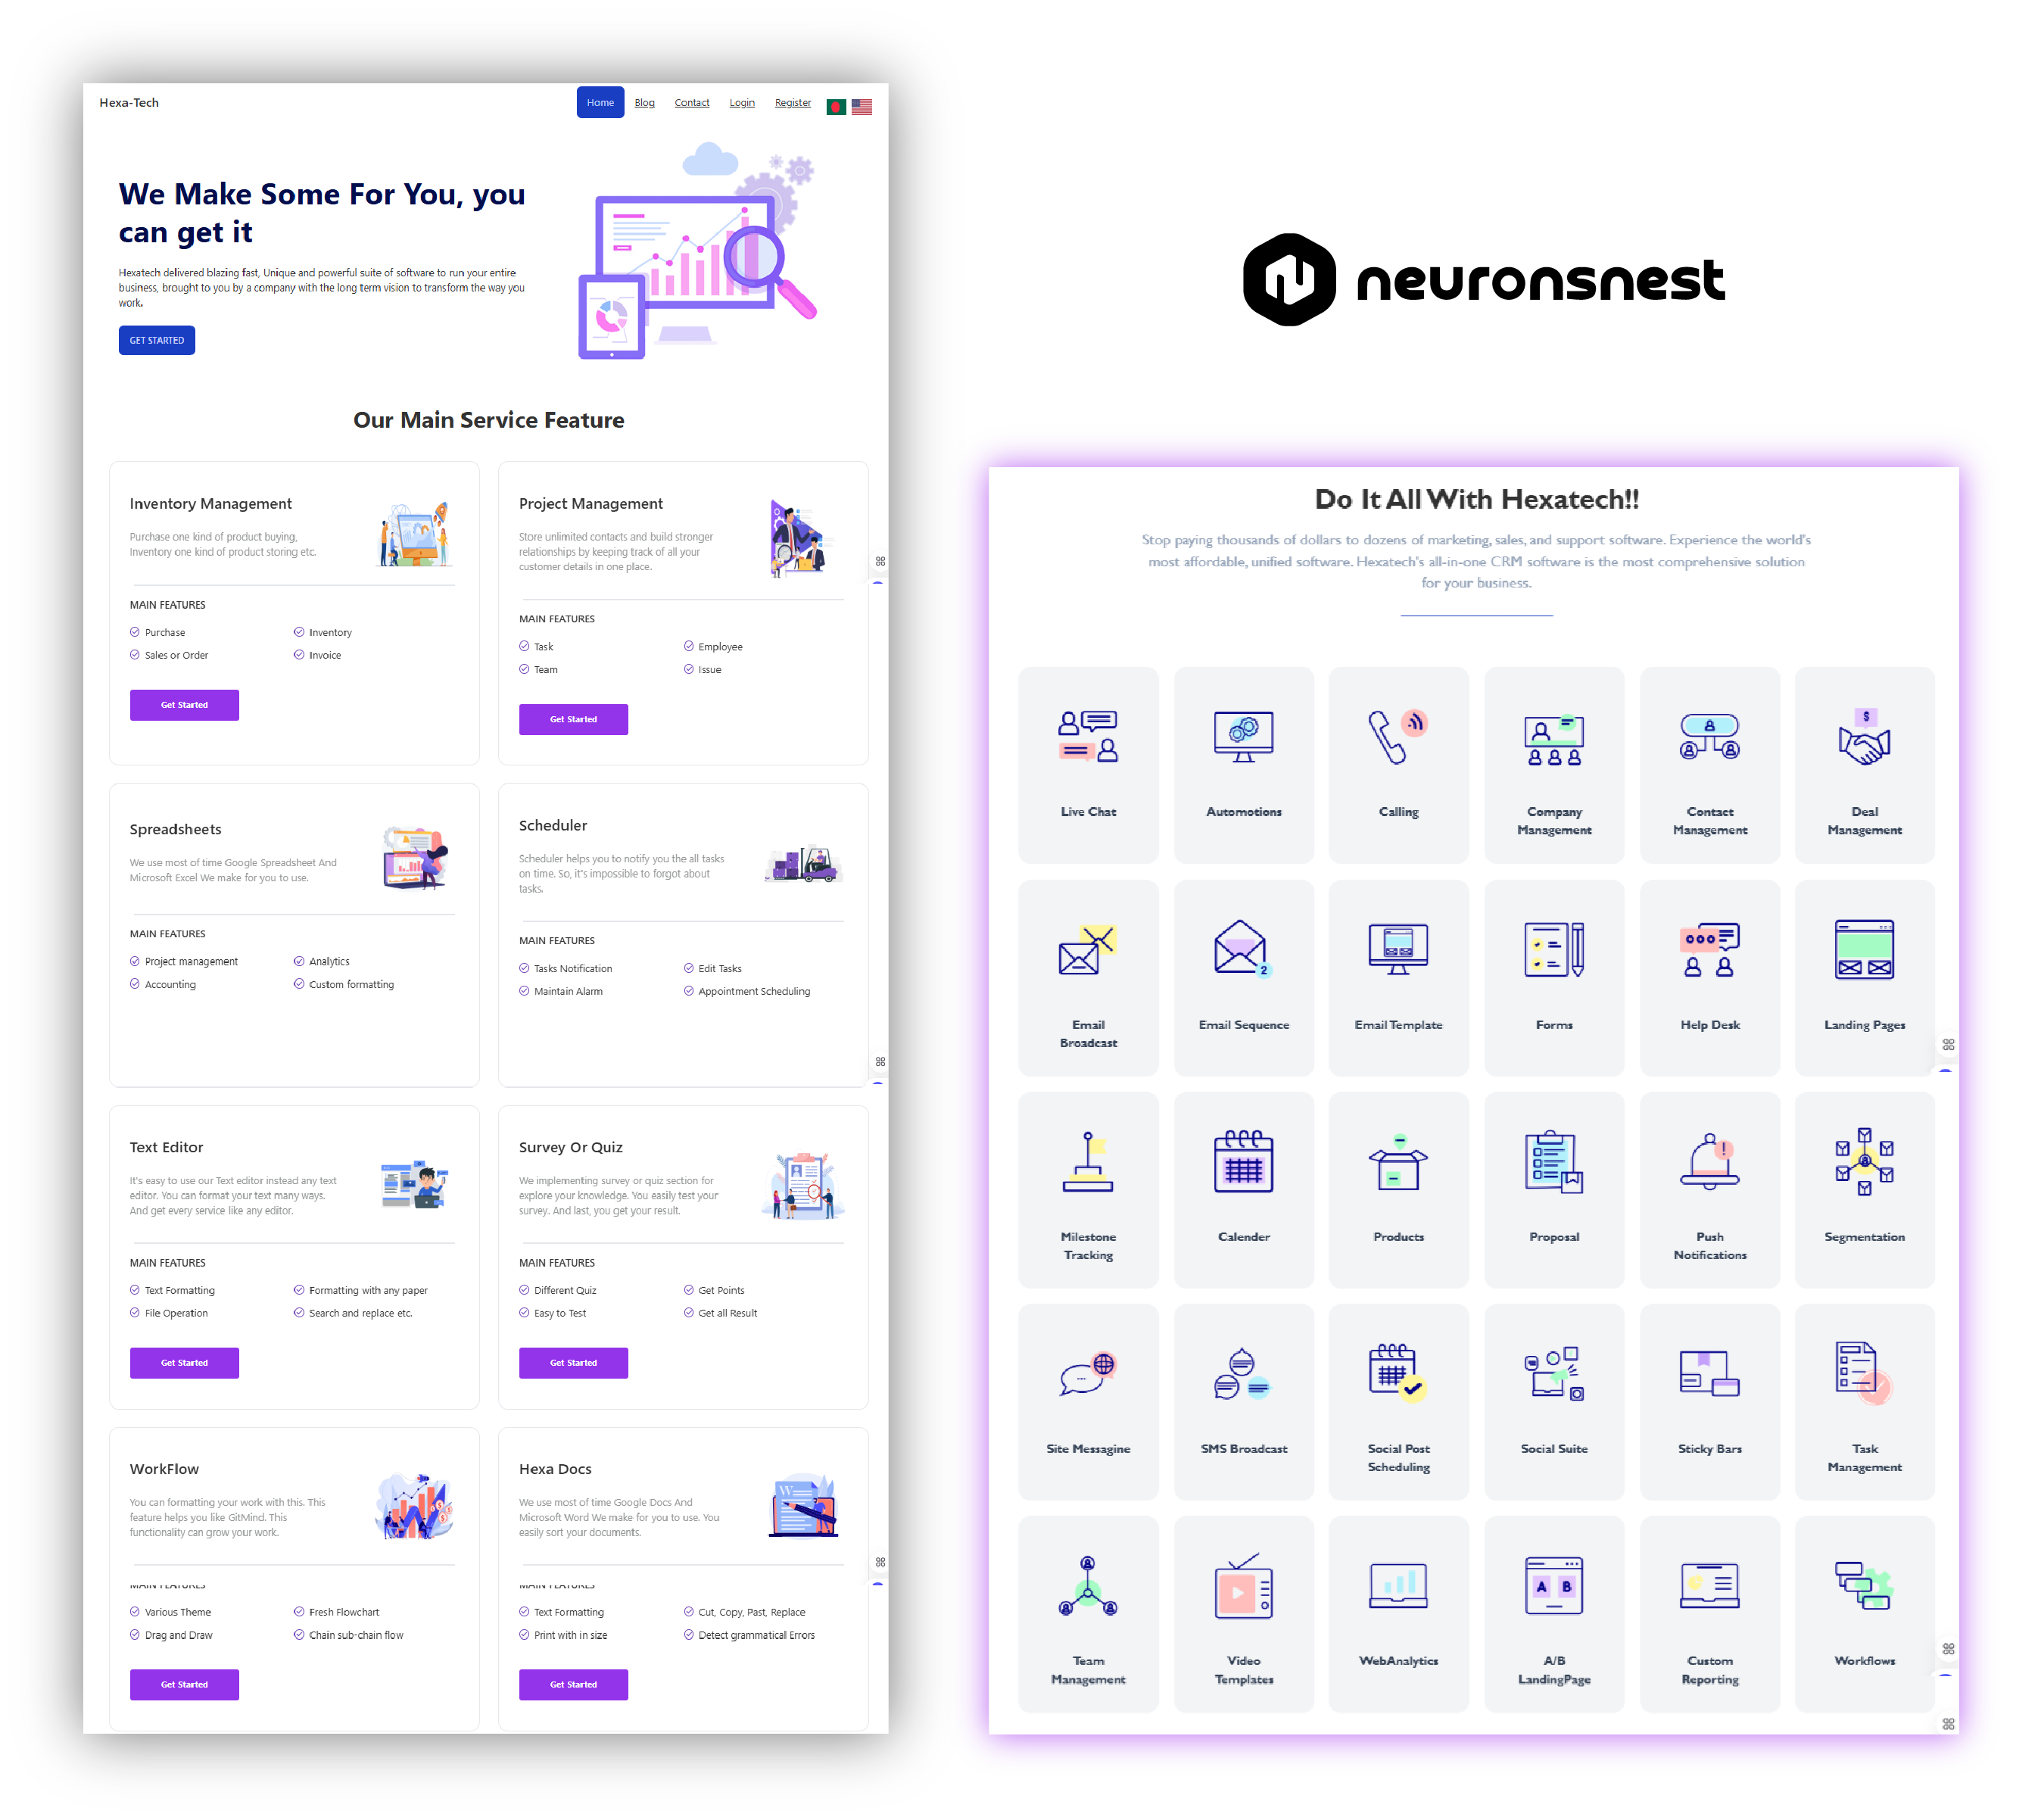 Hexa-Tech
Home Blog Contact Login Register
We Make Some For You, you
can get it
Hexatech delivered blazing fast, Unique and powerful suite of software to run your entire
business, brought to you by a company with the long term vision to transform the way you
work.
GET STARTED
Our Main Service Feature
Inventory Management
Purchase one kind of product buying,
Inventory one kind of product storing etc.
MAIN FEATURES
Purchase
Inventory
Sales or Order
Invoice
Get Started
Project Management
Store unlimited contacts and build stronger
relationships by keeping track of all your
customer details in one place.
MAIN FEATURES
Task
Employee
Team
Issue
Get Started
Spreadsheets
We use most of time Google Spreadsheet And
Microsoft Excel We make for you to use.
MAIN FEATURES
Project management
Analytics
Accounting
Custom formatting
Scheduler
Scheduler helps you to notify you the all tasks
on time. So, it's impossible to forgot about
tasks.
MAIN FEATURES
Tasks Notification
Edit Tasks
Maintain Alarm
Appointment Scheduling
Text Editor
It's easy to use our Text editor instead any text
editor. You can format your text many ways.
And get every service like any editor.
MAIN FEATURES
Text Formatting
Formatting with any paper
File Operation
Search and replace etc.
Get Started
Survey Or Quiz
We implementing survey or quiz section for
explore your knowledge. You easily test your
survey. And last, you get your result.
MAIN FEATURES
Different Quiz
Get Points
Easy to Test
Get all Result
Get Started
WorkFlow
You can formatting your work with this. This
feature helps you like GitMind. This
functionality can grow your work.
MAIN FEATURES
Various Theme
Fresh Flowchart
Drag and Draw
Chain sub-chain flow
Get Started
Hexa Docs
W
We use most of time Google Docs And
Microsoft Word We make for you to use. You
easily sort your documents.
MAIN FEATURES
Text Formatting
Cut, Copy, Past, Replace
Print with in size
Detect grammatical Errors
Get Started
neuronsnest
Do It All With Hexatech!!
Stop paying thousands of dollars to dozens of marketing, sales, and support software. Experience the world's
most affordable, unified software. Hexatech's all-in-one CRM software is the most comprehensive solution
for your business.
Live Chat
Automotions
Calling
Company
Management
Contact
Management
$
Deal
Management
Email
Broadcast
2
Email Sequence
Email Template
Forms
Help Desk
Landing Pages
Milestone
Tracking
Calender
Products
Proposal
!
Push
Notifications
Segmentation
Site Messagine
SMS Broadcast
Social Post
Scheduling
Social Suite
Sticky Bars
Task
Management
Team
Management
Video
Templates
WebAnalytics
A B
A/B
LandingPage
Custom
Reporting
Workflows